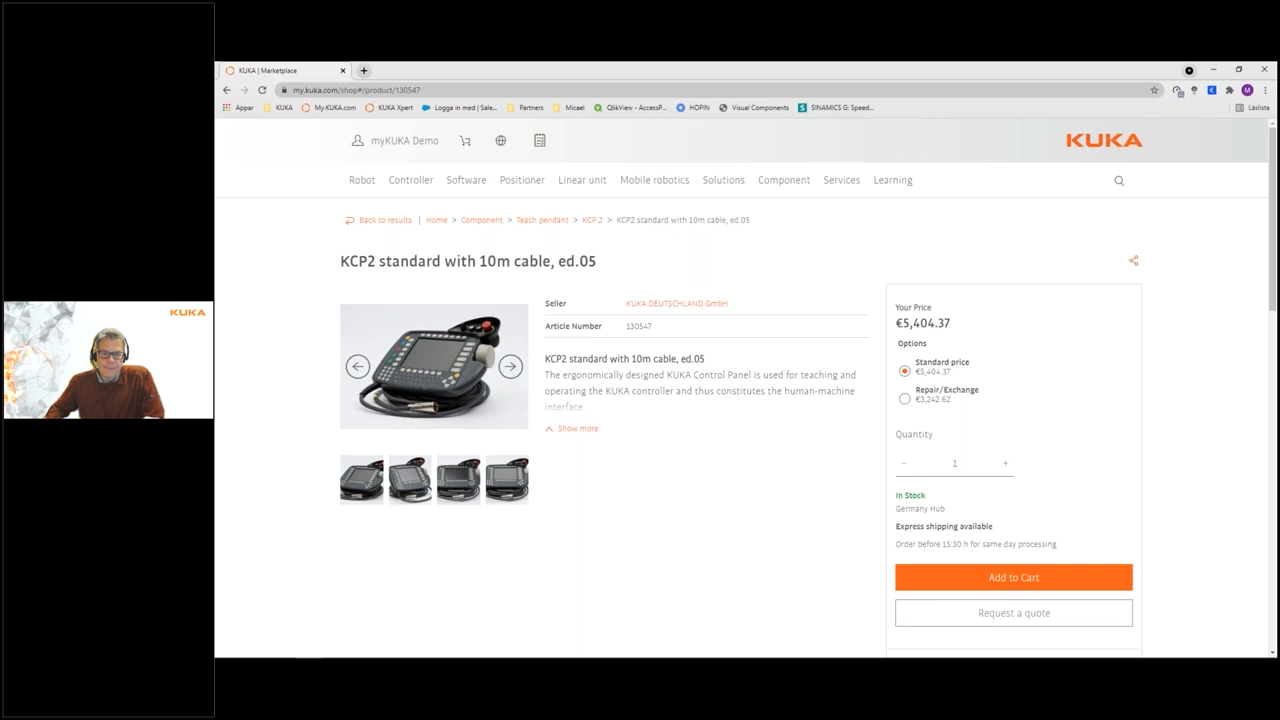 KUKA | Marketplace
my.kuka.com/shop#/product/130547
Appar KUKA My.KUKA.com KUKA Xpert Logga in med | Sale... Partners Micael QlikView - AccessP... HOPIN Visual Components SINAMICS G: Speed... Läslista
myKUKA Demo
KUKA
Robot Controller Software Positioner Linear unit Mobile robotics Solutions Component Services Learning
Back to results | Home > Component > Teach pendant > KCP 2 > KCP2 standard with 10m cable, ed.05
KCP2 standard with 10m cable, ed.05
Seller KUKA DEUTSCHLAND GmbH
Article Number 130547
KCP2 standard with 10m cable, ed.05
The ergonomically designed KUKA Control Panel is used for teaching and
operating the KUKA controller and thus constitutes the human-machine
interface.
Show more
Your Price
€5,404.37
Options
Standard price
€5,404.37
Repair/Exchange
€3,242.62
Quantity
- 1 +
In Stock
Germany Hub
Express shipping available
Order before 15:30 h for same day processing
Add to Cart
Request a quote
KUKA